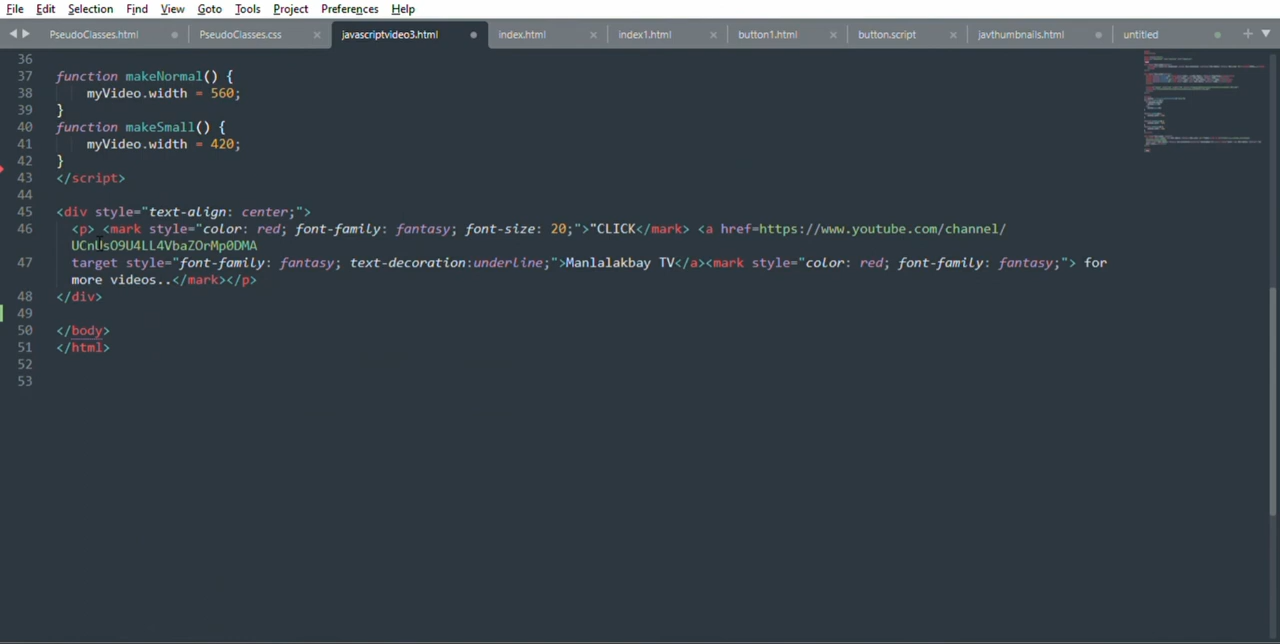 File Edit Selection Find View Goto Tools Project Preferences Help
PseudoClasses.html PseudoClasses.css javascriptvideo3.html index.html index1.html button1.html button.script javthumbnails.html untitled
36
37 function makeNormal() {
38 myVideo.width = 560;
39 }
40 function makeSmall() {
41 myVideo.width = 420;
42 }
43 </script>
44
45 <div style="text-align: center;">
46 <p> <mark style="color: red; font-family: fantasy; font-size: 20;">"CLICK</mark> <a href=https://www.youtube.com/channel/
UCnUsO9U4LL4VbaZOrMp0DMA
47 target style="font-family: fantasy; text-decoration:underline;">Manlalakbay TV</a><mark style="color: red; font-family: fantasy;"> for
more videos..</mark></p>
48 </div>
49
50 </body>
51 </html>
52
53